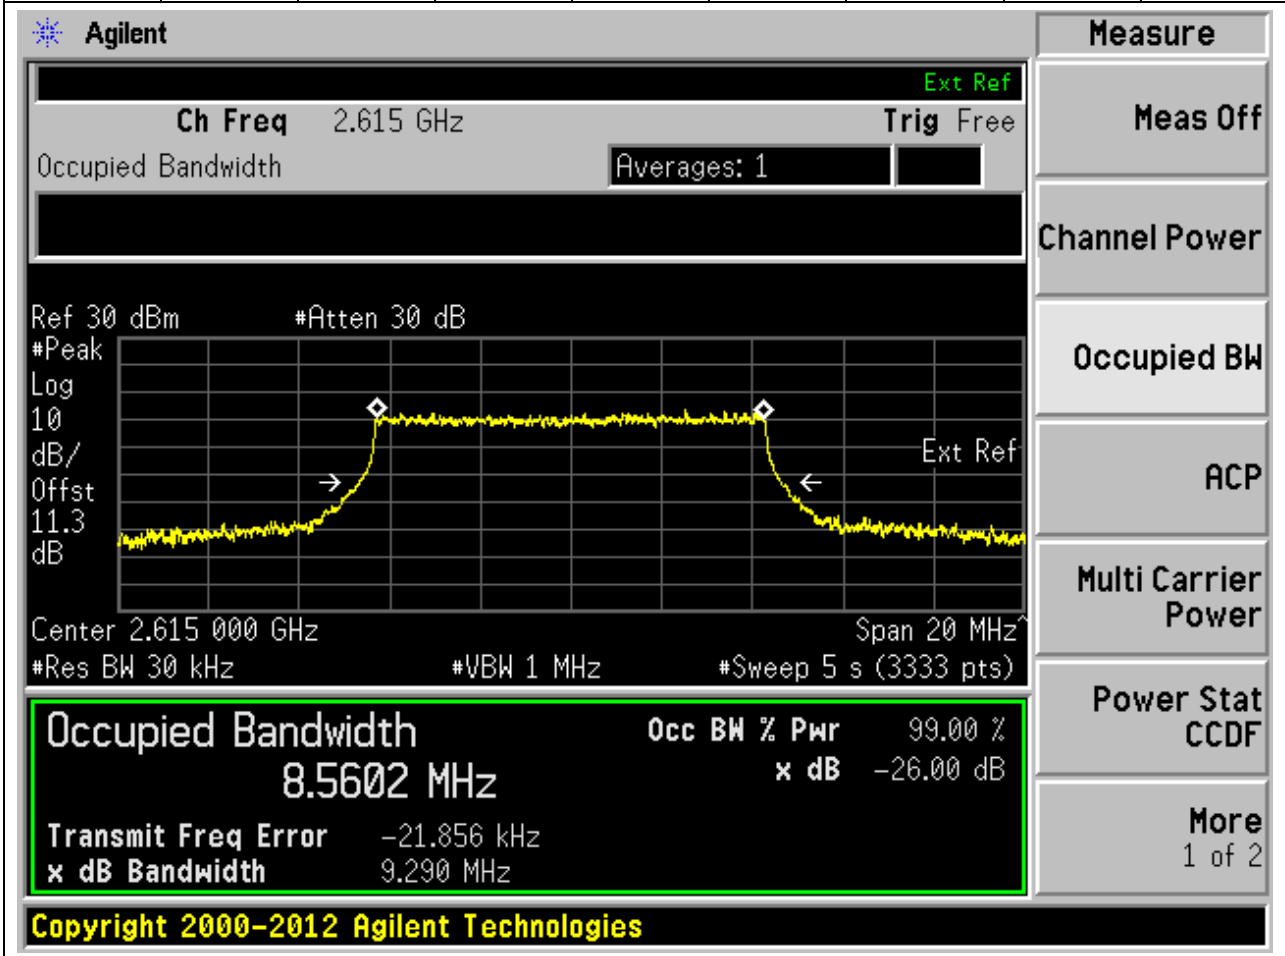 Agilent
Measure
Ext Ref
Ch Freq 2.615 GHz Trig Free
Meas Off
Occupied Bandwidth Averages: 1
Channel Power
Ref 30 dBm #Atten 30 dB
#Peak
Log
10
dB/
Offst
11.3
dB
Ext Ref
Occupied BW
ACP
Center 2.615 000 GHz Span 20 MHz^
#Res BW 30 kHz #VBW 1 MHz #Sweep 5 s (3333 pts)
Multi Carrier
Power
Occupied Bandwidth Occ BW % Pwr 99.00 %
8.5602 MHz x dB -26.00 dB
Transmit Freq Error -21.856 kHz
x dB Bandwidth 9.290 MHz
Power Stat
CCDF
More
1 of 2
Copyright 2000-2012 Agilent Technologies